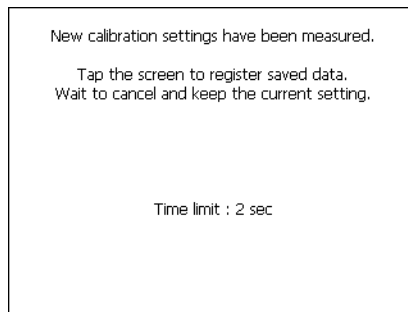 New calibration settings have been measured.
Tap the screen to register saved data.
Wait to cancel and keep the current setting.
Time limit : 2 sec